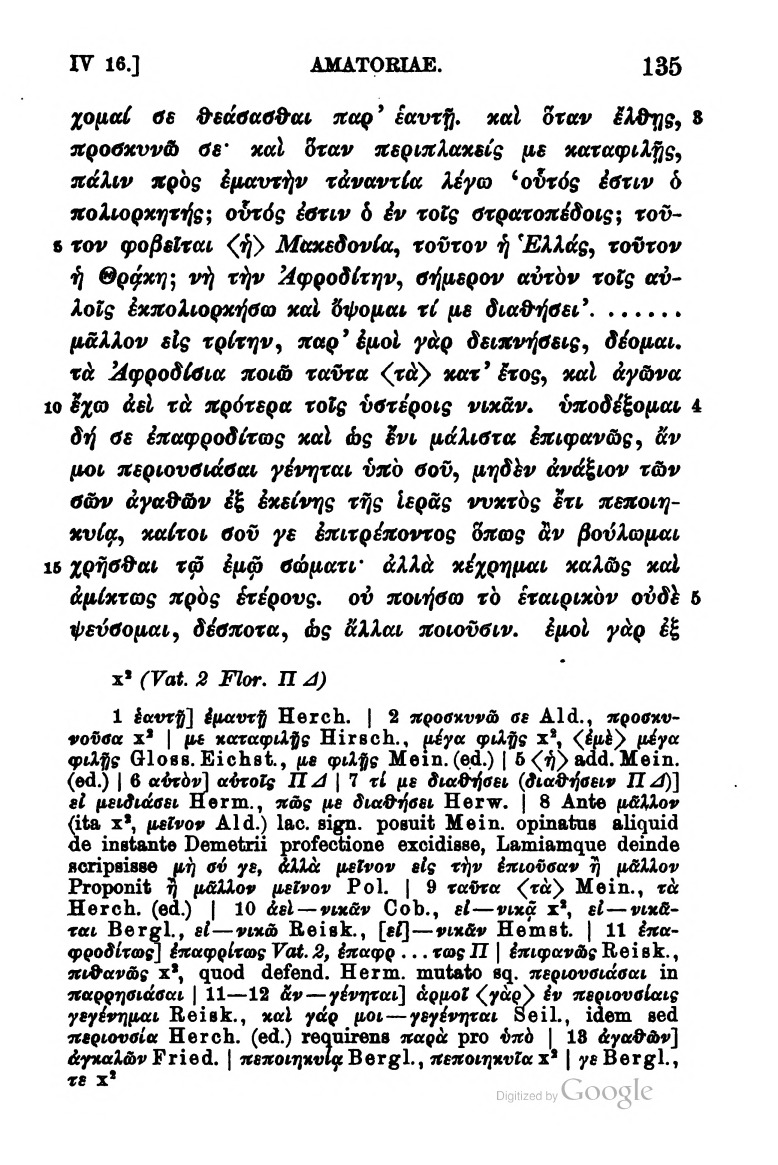 IV 16.] AMATORIAE. 135
χομαί σε θεάσασθαι παρ' ἑαυτῇ. καὶ ὅταν ἔλθῃς, 3
προσκυνῶ σε· καὶ ὅταν περιπλακείς με καταφιλῇς,
πάλιν πρὸς ἐμαυτὴν τἀναντία λέγω ‘οὗτός ἐστιν ὁ
πολιορκητής; οὗτός ἐστιν ὁ ἐν τοῖς στρατοπέδοις; τοῦ-
5 τον φοβεῖται ⟨ἡ⟩ Μακεδονία, τοῦτον ἡ Ἑλλάς, τοῦτον
ἡ Θρᾴκη; νὴ τὴν Ἀφροδίτην, σήμερον αὐτὸν τοῖς αὐ-
λοῖς ἐκπολιορκήσω καὶ ὄψομαι τί με διαθήσει’. ......
μᾶλλον εἰς τρίτην, παρ' ἐμοὶ γὰρ δειπνήσεις, δέομαι.
τὰ Ἀφροδίσια ποιῶ ταῦτα ⟨τὰ⟩ κατ' ἔτος, καὶ ἀγῶνα
10 ἔχω ἀεὶ τὰ πρότερα τοῖς ὑστέροις νικᾶν. ὑποδέξομαι 4
δή σε ἐπαφροδίτως καὶ ὡς ἔνι μάλιστα ἐπιφανῶς, ἄν
μοι περιουσιάσαι γένηται ὑπὸ σοῦ, μηδὲν ἀνάξιον τῶν
σῶν ἀγαθῶν ἐξ ἐκείνης τῆς ἱερᾶς νυκτὸς ἔτι πεποιη-
κυίᾳ, καίτοι σοῦ γε ἐπιτρέποντος ὅπως ἂν βούλωμαι
15 χρῆσθαι τῷ ἐμῷ σώματι· ἀλλὰ κέχρημαι καλῶς καὶ
ἀμίκτως πρὸς ἑτέρους. οὐ ποιήσω τὸ ἑταιρικὸν οὐδὲ 5
ψεύσομαι, δέσποτα, ὡς ἄλλαι ποιοῦσιν. ἐμοὶ γὰρ ἐξ
x² (Vat. 2 Flor. Π Δ)
1 ἑαυτῇ] ἐμαυτῇ Herch. | 2 προσκυνῶ σε Ald., προσκυ-
νοῦσα x² | με καταφιλῇς Hirsch., μέγα φιλῇς x², ⟨ἐμὲ⟩ μέγα
φιλῇς Gloss. Eichst., με φιλῇς Mein. (ed.) | 5 ⟨ἡ⟩ add. Mein.
(ed.) | 6 αὐτὸν] αὐτοῖς Π Δ | 7 τί με διαθήσει (διαθήσειν Π Δ)]
εἰ μειδιάσει Herm., πῶς με διαθήσει Herw. | 8 Ante μᾶλλον
(ita x², μεῖνον Ald.) lac. sign. posuit Mein. opinatus aliquid
de instante Demetrii profectione excidisse, Lamiamque deinde
scripsisse μὴ σύ γε, ἀλλὰ μεῖνον εἰς τὴν ἐπιοῦσαν ἢ μᾶλλον
Proponit ἢ μᾶλλον μεῖνον Pol. | 9 ταῦτα ⟨τὰ⟩ Mein., τὰ
Herch. (ed.) | 10 ἀεὶ—νικᾶν Cob., εἰ—νικᾷ x², εἰ—νικᾶ-
ται Bergl., εἰ—νικῶ Reisk., [εἰ]—νικᾶν Hemst. | 11 ἐπα-
φροδίτως] ἐπαφρίτως Vat. 2, ἐπαφρ...τως Π | ἐπιφανῶς Reisk.,
πιθανῶς x², quod defend. Herm. mutato sq. περιουσιάσαι in
παρρησιάσαι | 11—12 ἄν—γένηται] ἁρμοῖ ⟨γὰρ⟩ ἐν περιουσίαις
γεγένημαι Reisk., καὶ γάρ μοι—γεγένηται Seil., idem sed
περιουσία Herch. (ed.) requirens παρὰ pro ὑπὸ | 13 ἀγαθῶν]
ἀγκαλῶν Fried. | πεποιηκυίᾳ Bergl., πεποιηκυῖα x² | γε Bergl.,
τε x²
Digitized by Google